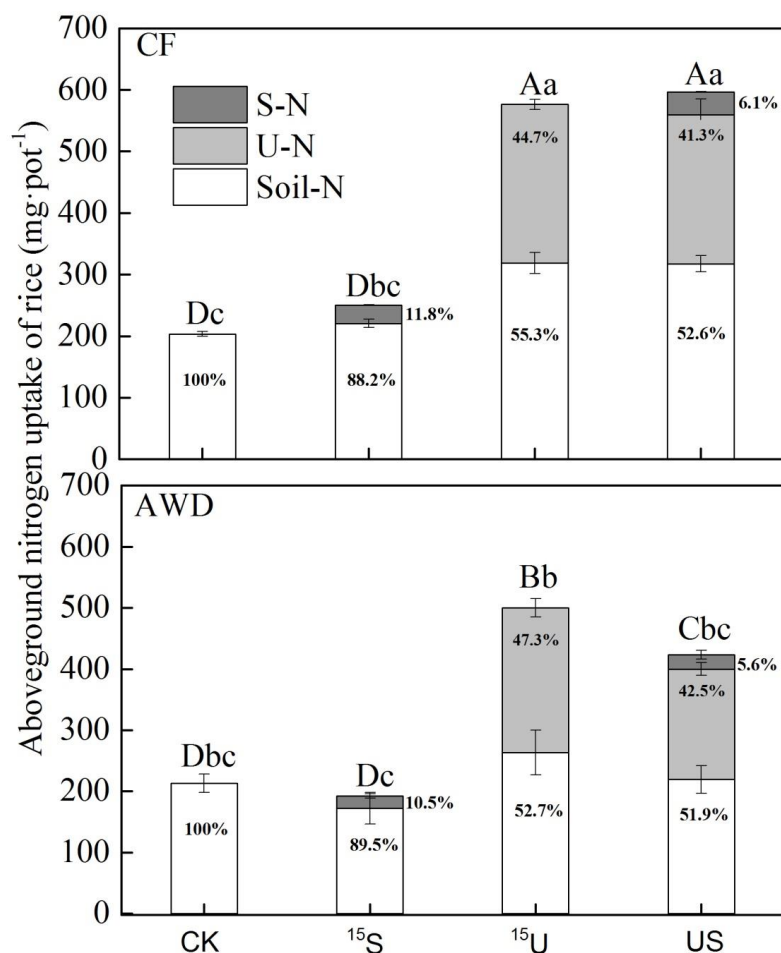 Aboveground nitrogen uptake of rice (mg·pot⁻¹)
700
CF
600
500
400
300
200
100
0
S-N
U-N
Soil-N
Dc
100%
Dbc
11.8%
88.2%
Aa
44.7%
55.3%
Aa
6.1%
41.3%
52.6%
700
AWD
600
500
400
300
200
100
0
Dbc
100%
Dc
10.5%
89.5%
Bb
47.3%
52.7%
Cbc
5.6%
42.5%
51.9%
CK ¹⁵S ¹⁵U US